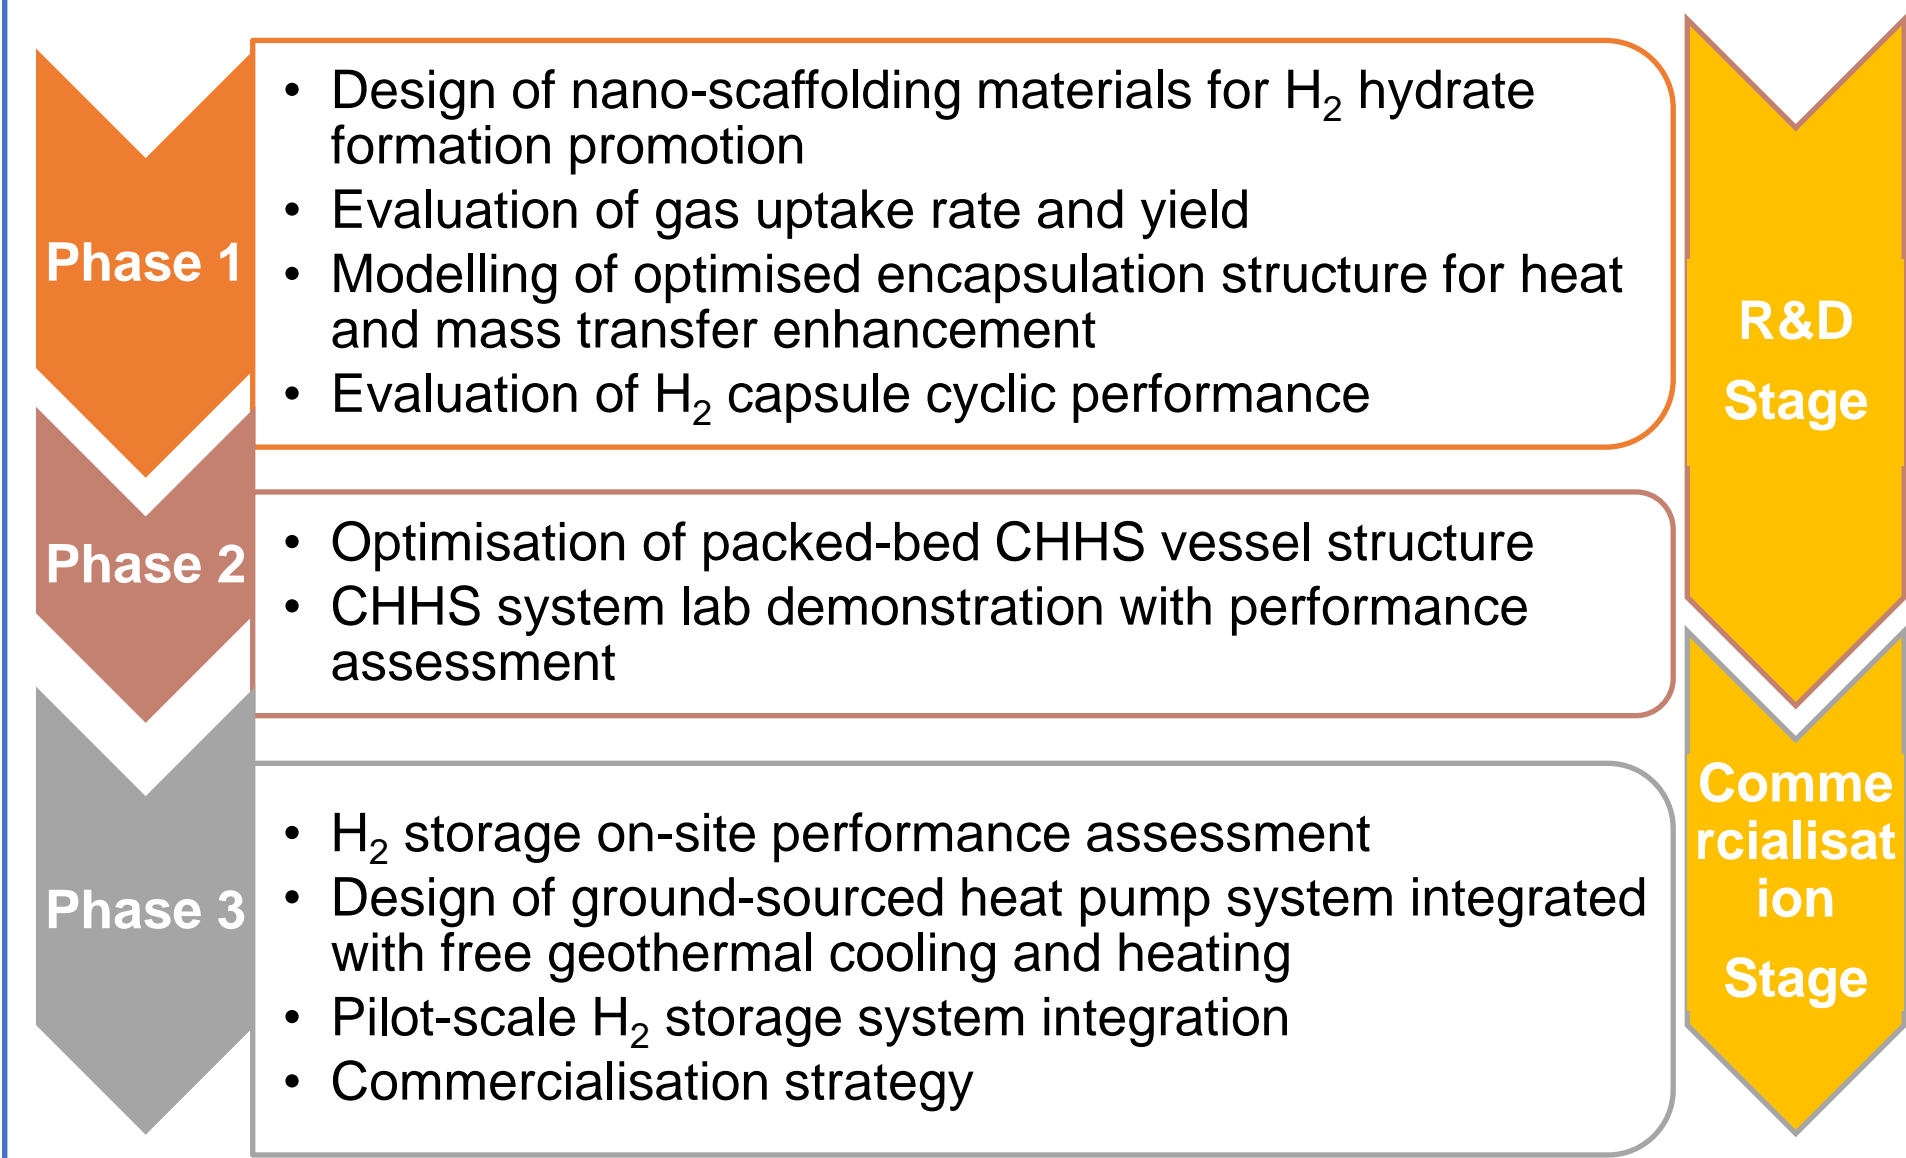 Phase 1
• Design of nano-scaffolding materials for H₂ hydrate
formation promotion
• Evaluation of gas uptake rate and yield
• Modelling of optimised encapsulation structure for heat
and mass transfer enhancement
• Evaluation of H₂ capsule cyclic performance
Phase 2
• Optimisation of packed-bed CHHS vessel structure
• CHHS system lab demonstration with performance
assessment
Phase 3
• H₂ storage on-site performance assessment
• Design of ground-sourced heat pump system integrated
with free geothermal cooling and heating
• Pilot-scale H₂ storage system integration
• Commercialisation strategy
R&D
Stage
Comme
rcialisat
ion
Stage